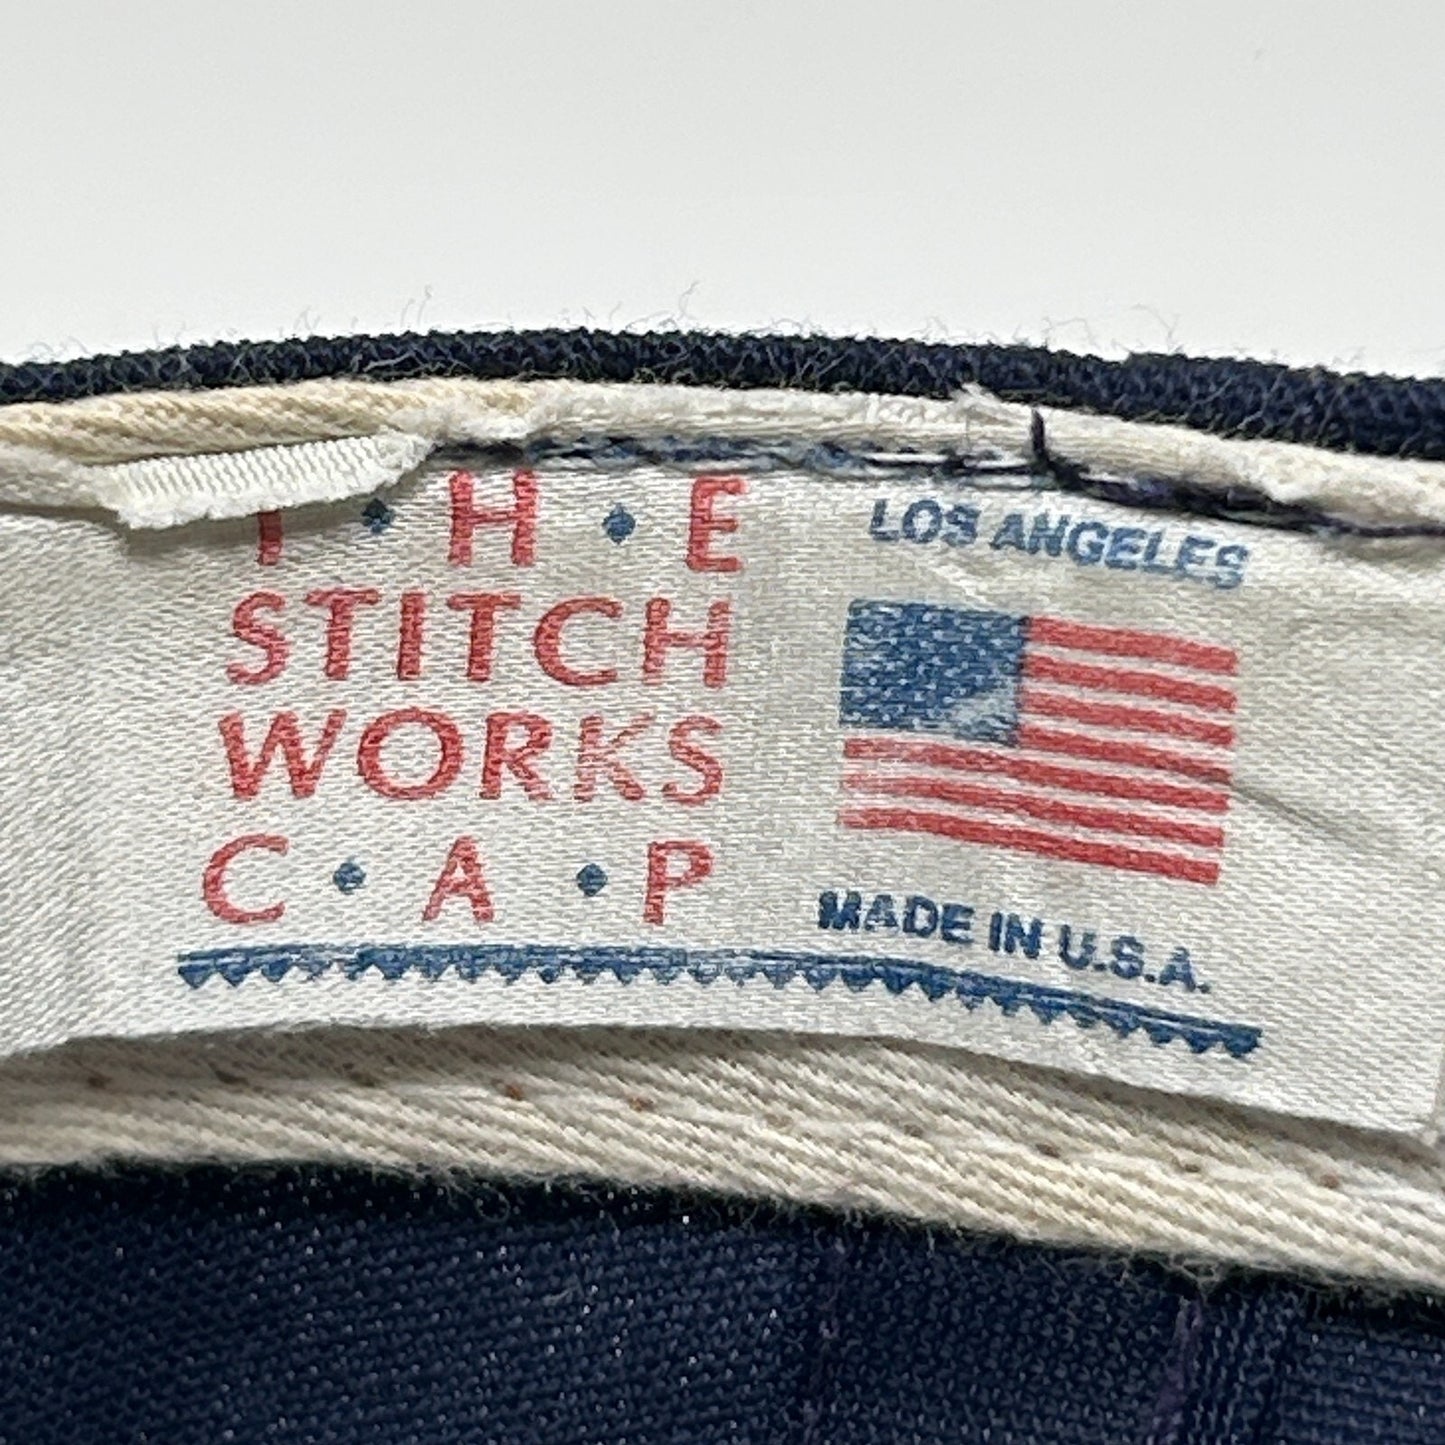 T · H · E
STITCH
WORKS
C · A · P
LOS ANGELES
MADE IN U.S.A.